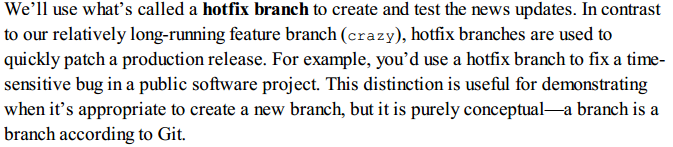 We’ll use what’s called a hotfix branch to create and test the news updates. In contrast
to our relatively long-running feature branch (crazy), hotfix branches are used to
quickly patch a production release. For example, you’d use a hotfix branch to fix a time-
sensitive bug in a public software project. This distinction is useful for demonstrating
when it’s appropriate to create a new branch, but it is purely conceptual—a branch is a
branch according to Git.